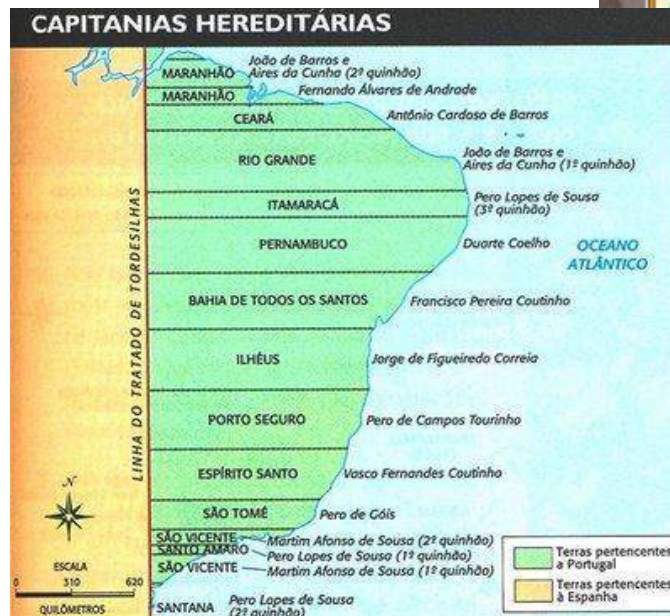 CAPITANIAS HEREDITÁRIAS
João de Barros e
Aires da Cunha (2º quinhão)
MARANHÃO
MARANHÃO
Fernando Álvares de Andrade
CEARÁ
Antônio Cardoso de Barros
RIO GRANDE
João de Barros e
Aires da Cunha (1º quinhão)
ITAMARACÁ
Pero Lopes de Sousa
(3º quinhão)
PERNAMBUCO
Duarte Coelho
OCEANO
ATLÂNTICO
BAHIA DE TODOS OS SANTOS
Francisco Pereira Coutinho
LINHA DO TRATADO DE TORDESILHAS
ILHÉUS
Jorge de Figueiredo Correia
PORTO SEGURO
Pero de Campos Tourinho
ESPÍRITO SANTO
Vasco Fernandes Coutinho
SÃO TOMÉ
Pero de Góis
SÃO VICENTE
Martim Afonso de Sousa (2º quinhão)
SANTO AMARO
Pero Lopes de Sousa (1º quinhão)
SÃO VICENTE
Martim Afonso de Sousa (1º quinhão)
SANTANA
Pero Lopes de Sousa
(2º quinhão)
N
ESCALA
0 310 620
QUILÔMETROS
Terras pertencentes
a Portugal
Terras pertencentes
à Espanha